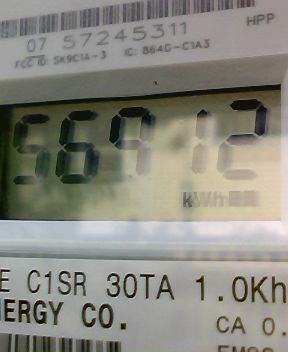 HPP
07 57245311
FCC ID: SK9C1A-3 IC: 864G-C1A3
56912
kWh
E C1SR 30TA 1.0Kh
ERGY CO.
CA 0.